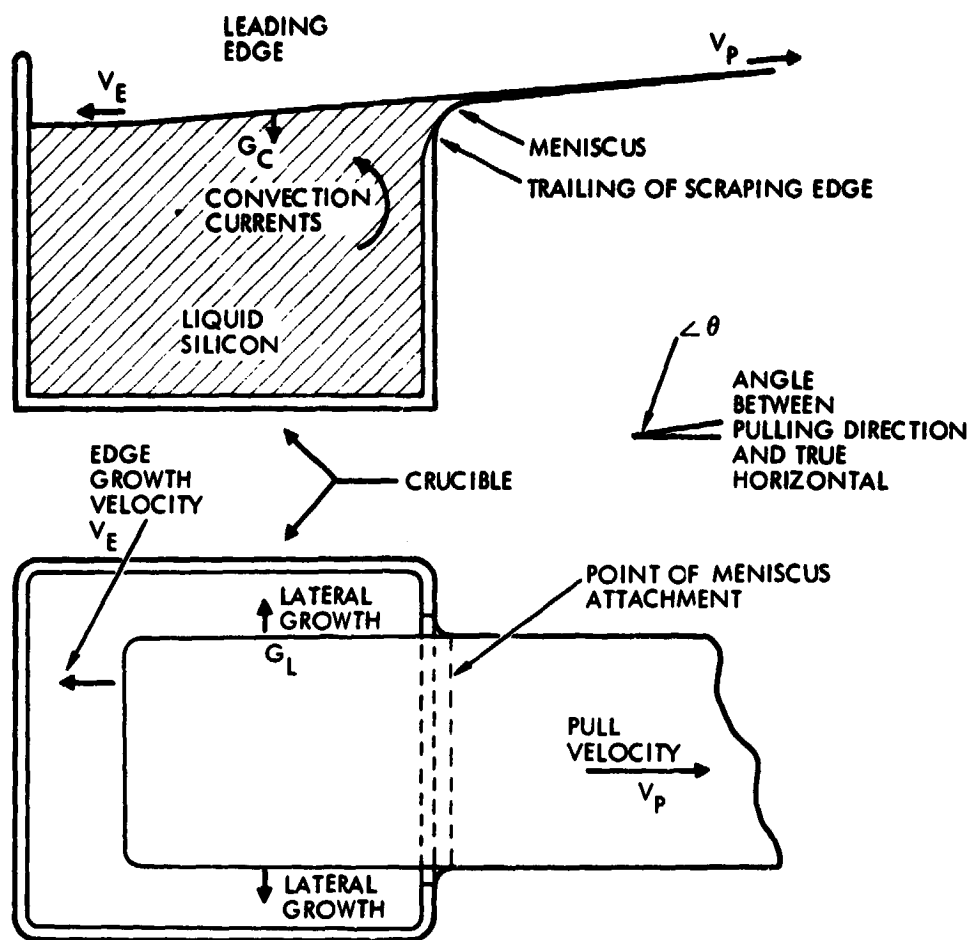 LEADING
EDGE
V_P
V_E
G_C
MENISCUS
TRAILING OF SCRAPING EDGE
CONVECTION
CURRENTS
LIQUID
SILICON
∠ θ
ANGLE
BETWEEN
PULLING DIRECTION
AND TRUE
HORIZONTAL
EDGE
GROWTH
VELOCITY
V_E
CRUCIBLE
LATERAL
GROWTH
G_L
POINT OF MENISCUS
ATTACHMENT
PULL
VELOCITY
V_P
LATERAL
GROWTH